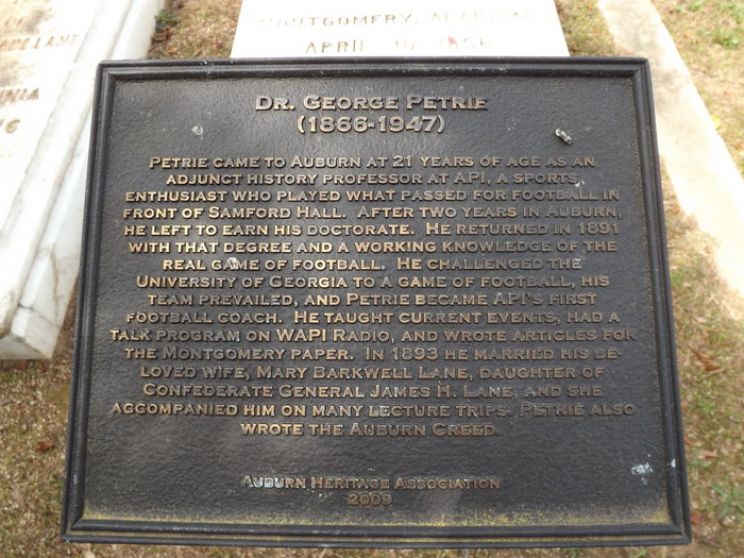 MONTGOMERY, ALABAMA
APRIL 10, 1866
LANE
DR. GEORGE PETRIE
(1866-1947)
PETRIE CAME TO AUBURN AT 21 YEARS OF AGE AS AN
ADJUNCT HISTORY PROFESSOR AT API, A SPORTS
ENTHUSIAST WHO PLAYED WHAT PASSED FOR FOOTBALL IN
FRONT OF SAMFORD HALL. AFTER TWO YEARS IN AUBURN,
HE LEFT TO EARN HIS DOCTORATE. HE RETURNED IN 1891
WITH THAT DEGREE AND A WORKING KNOWLEDGE OF THE
REAL GAME OF FOOTBALL. HE CHALLENGED THE
UNIVERSITY OF GEORGIA TO A GAME OF FOOTBALL, HIS
TEAM PREVAILED, AND PETRIE BECAME API'S FIRST
FOOTBALL COACH. HE TAUGHT CURRENT EVENTS, HAD A
TALK PROGRAM ON WAPI RADIO, AND WROTE ARTICLES FOR
THE MONTGOMERY PAPER. IN 1893 HE MARRIED HIS BE-
LOVED WIFE, MARY BARKWELL LANE, DAUGHTER OF
CONFEDERATE GENERAL JAMES H. LANE, AND SHE
ACCOMPANIED HIM ON MANY LECTURE TRIPS. PETRIE ALSO
WROTE THE AUBURN CREED.
AUBURN HERITAGE ASSOCIATION
2009